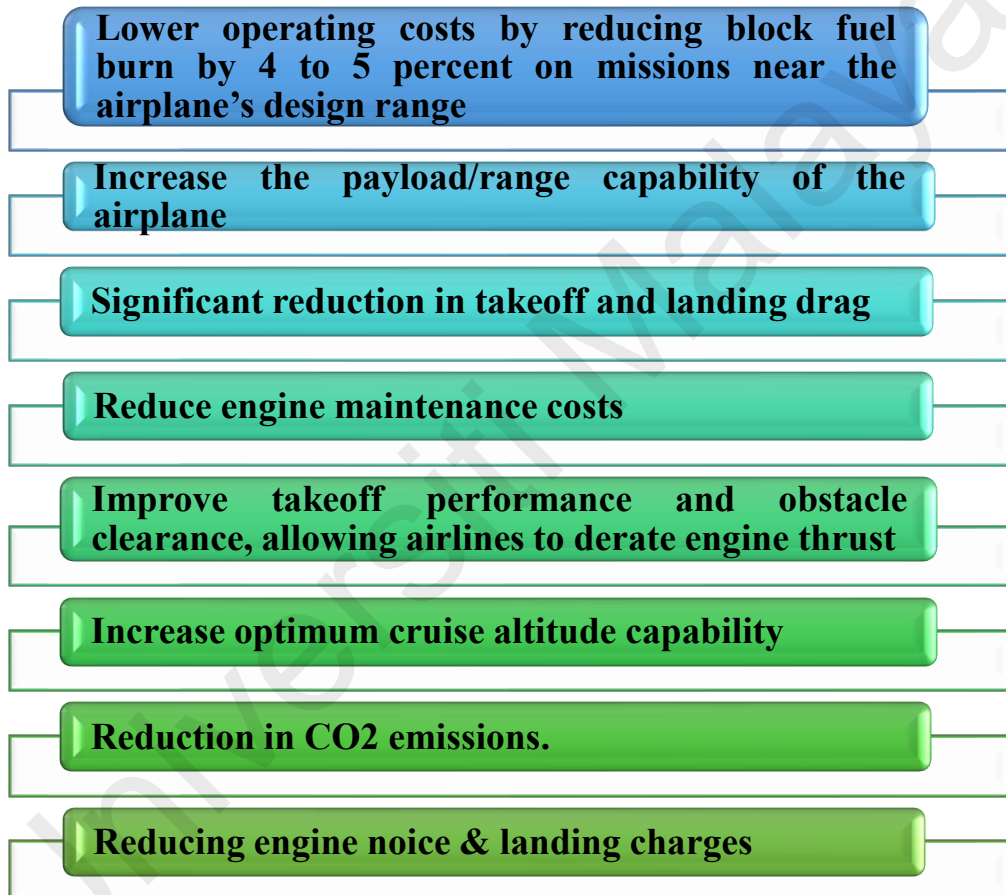 Lower operating costs by reducing block fuel
burn by 4 to 5 percent on missions near the
airplane’s design range
Increase the payload/range capability of the
airplane
Significant reduction in takeoff and landing drag
Reduce engine maintenance costs
Improve takeoff performance and obstacle
clearance, allowing airlines to derate engine thrust
Increase optimum cruise altitude capability
Reduction in CO2 emissions.
Reducing engine noice & landing charges
Universiti Malaya